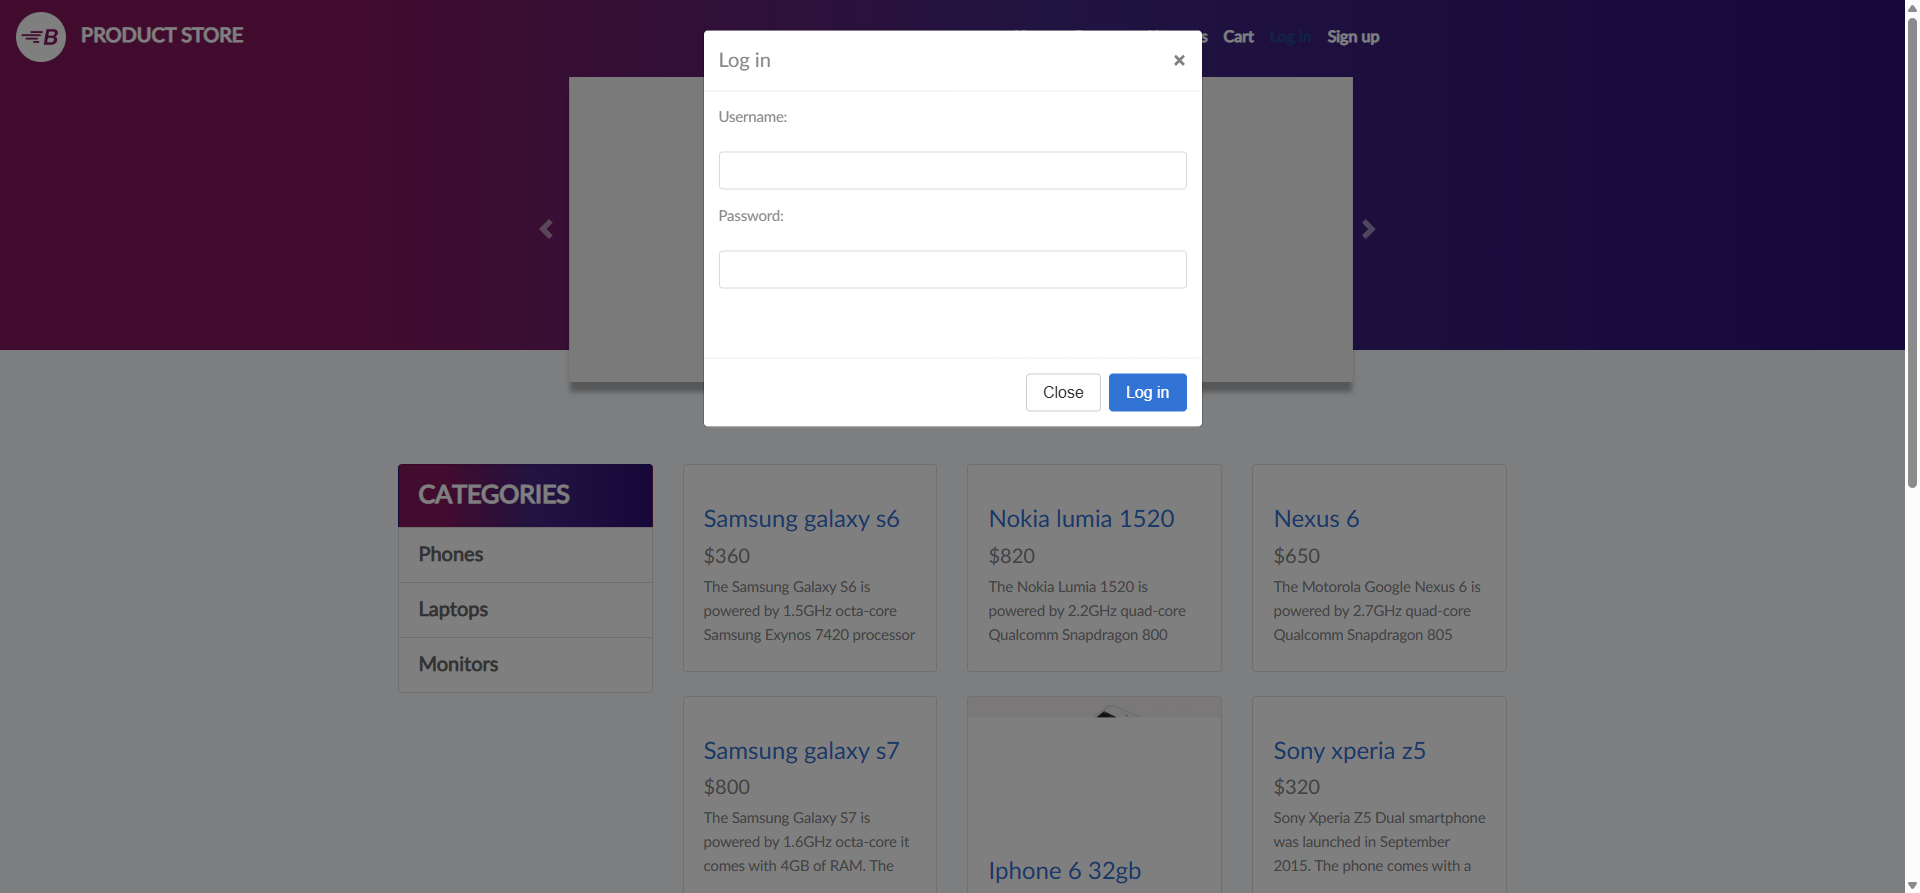 B PRODUCT STORE
Cart Log in Sign up
Log in ×
Username:
Password:
Close Log in
CATEGORIES
Phones
Laptops
Monitors
Samsung galaxy s6
$360
The Samsung Galaxy S6 is
powered by 1.5GHz octa-core
Samsung Exynos 7420 processor
Nokia lumia 1520
$820
The Nokia Lumia 1520 is
powered by 2.2GHz quad-core
Qualcomm Snapdragon 800
Nexus 6
$650
The Motorola Google Nexus 6 is
powered by 2.7GHz quad-core
Qualcomm Snapdragon 805
Samsung galaxy s7
$800
The Samsung Galaxy S7 is
powered by 1.6GHz octa-core it
comes with 4GB of RAM. The
Iphone 6 32gb
Sony xperia z5
$320
Sony Xperia Z5 Dual smartphone
was launched in September
2015. The phone comes with a